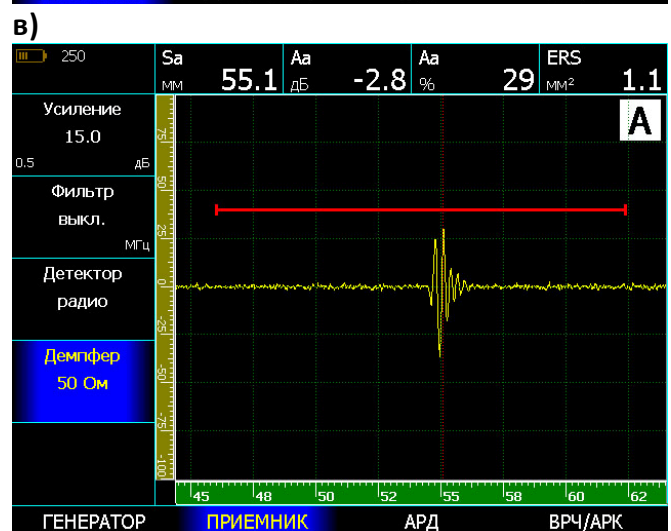 в)
250
Sa
мм 55.1
Aa
дБ -2.8
Aa
% 29
ERS
мм² 1.1
Усиление
15.0
0.5 дБ
Фильтр
выкл.
МГц
Детектор
радио
Демпфер
50 Ом
A
75
50
25
0
-25
-50
-75
-100
45 48 50 52 55 58 60 62
ГЕНЕРАТОР ПРИЕМНИК АРД ВРЧ/АРК